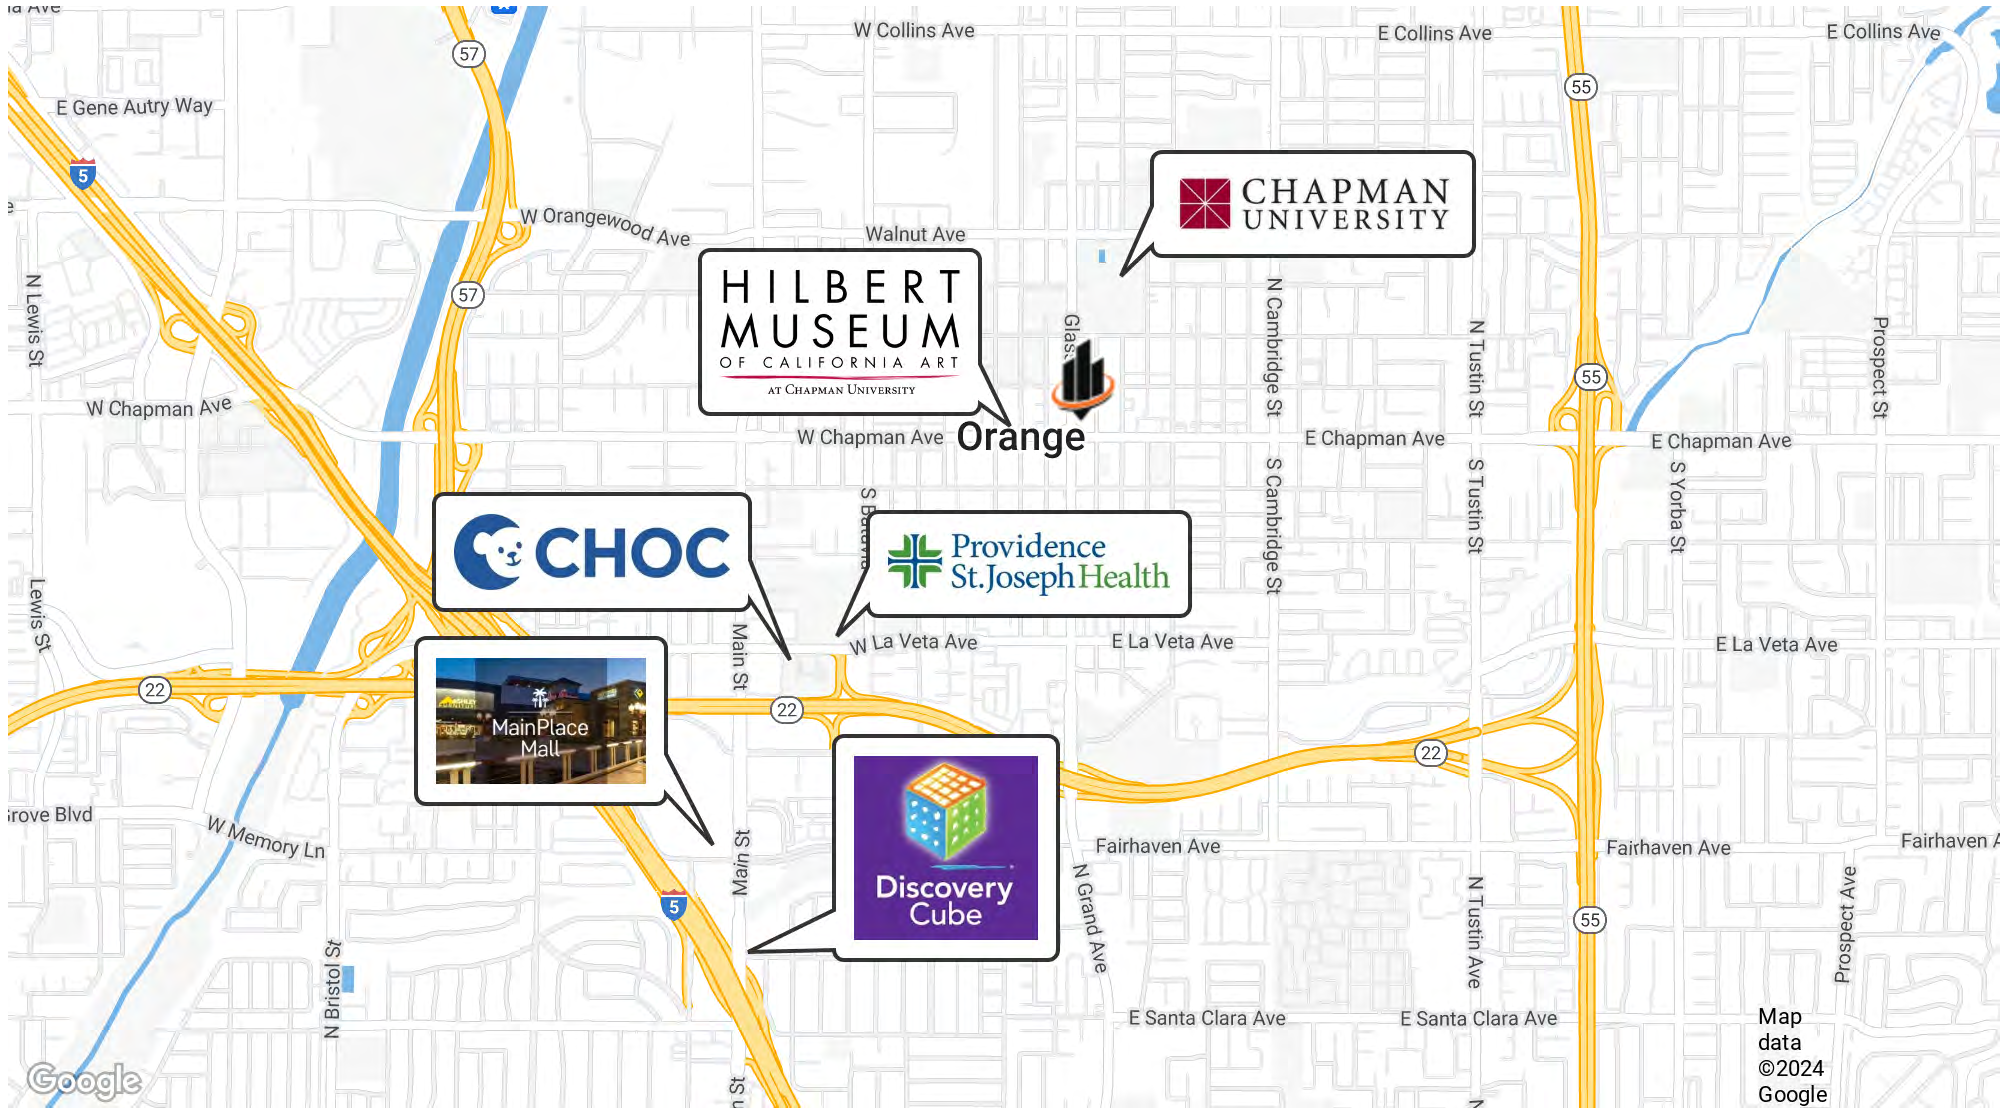 W Collins Ave
E Collins Ave
E Collins Ave
57
55
E Gene Autry Way
5
CHAPMAN
UNIVERSITY
W Orangewood Ave
Walnut Ave
HILBERT
MUSEUM
OF CALIFORNIA ART
AT CHAPMAN UNIVERSITY
57
N Lewis St
N Cambridge St
N Tustin St
Prospect St
55
W Chapman Ave
W Chapman Ave
Orange
E Chapman Ave
E Chapman Ave
S Cambridge St
S Tustin St
S Yorba St
CHOC
Providence
St.Joseph Health
Lewis St
Main St
W La Veta Ave
E La Veta Ave
E La Veta Ave
22
22
22
ASHLEY
MainPlace
Mall
W Memory Ln
Main St
Discovery
Cube
Fairhaven Ave
Fairhaven Ave
Fairhaven A
5
N Grand Ave
N Tustin Ave
Prospect Ave
55
N Bristol St
E Santa Clara Ave
E Santa Clara Ave
Map
data
©2024
Google
Google